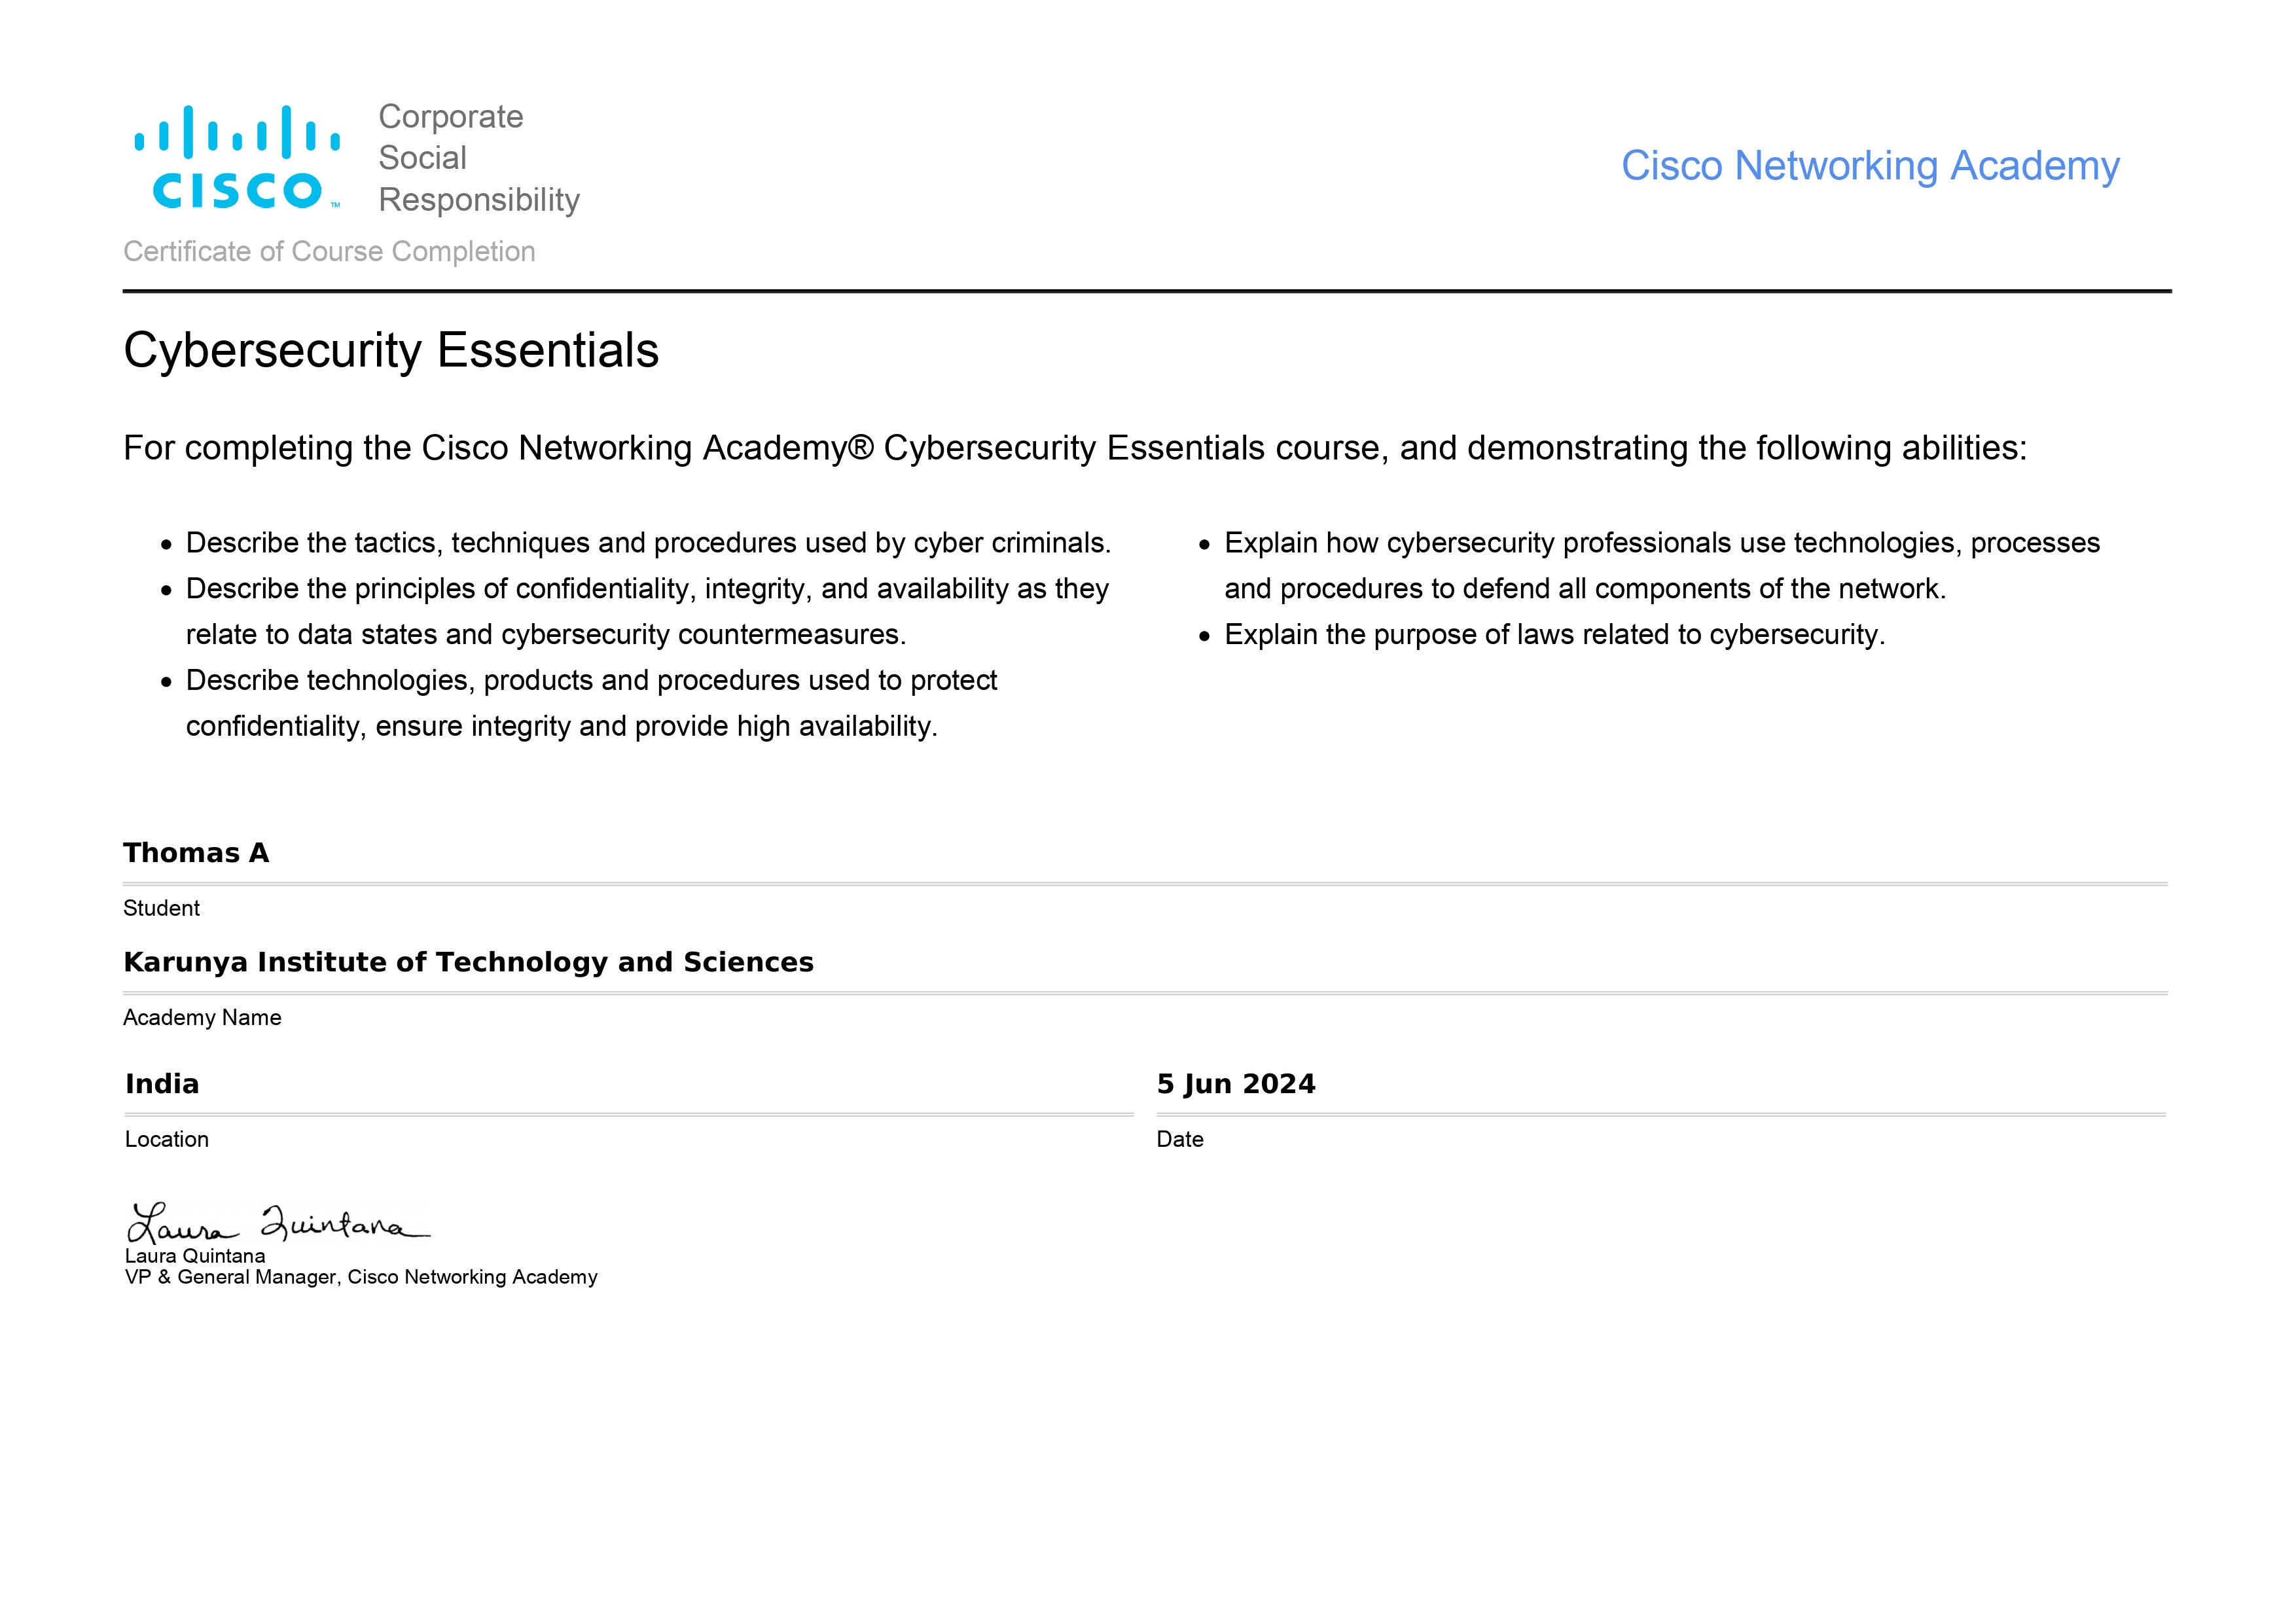 Corporate
Social
Responsibility
CISCO™
Cisco Networking Academy
Certificate of Course Completion
Cybersecurity Essentials
For completing the Cisco Networking Academy® Cybersecurity Essentials course, and demonstrating the following abilities:
• Describe the tactics, techniques and procedures used by cyber criminals.
• Describe the principles of confidentiality, integrity, and availability as they
relate to data states and cybersecurity countermeasures.
• Describe technologies, products and procedures used to protect
confidentiality, ensure integrity and provide high availability.
• Explain how cybersecurity professionals use technologies, processes
and procedures to defend all components of the network.
• Explain the purpose of laws related to cybersecurity.
Thomas A
Student
Karunya Institute of Technology and Sciences
Academy Name
India
Location
5 Jun 2024
Date
Laura Quintana
Laura Quintana
VP & General Manager, Cisco Networking Academy